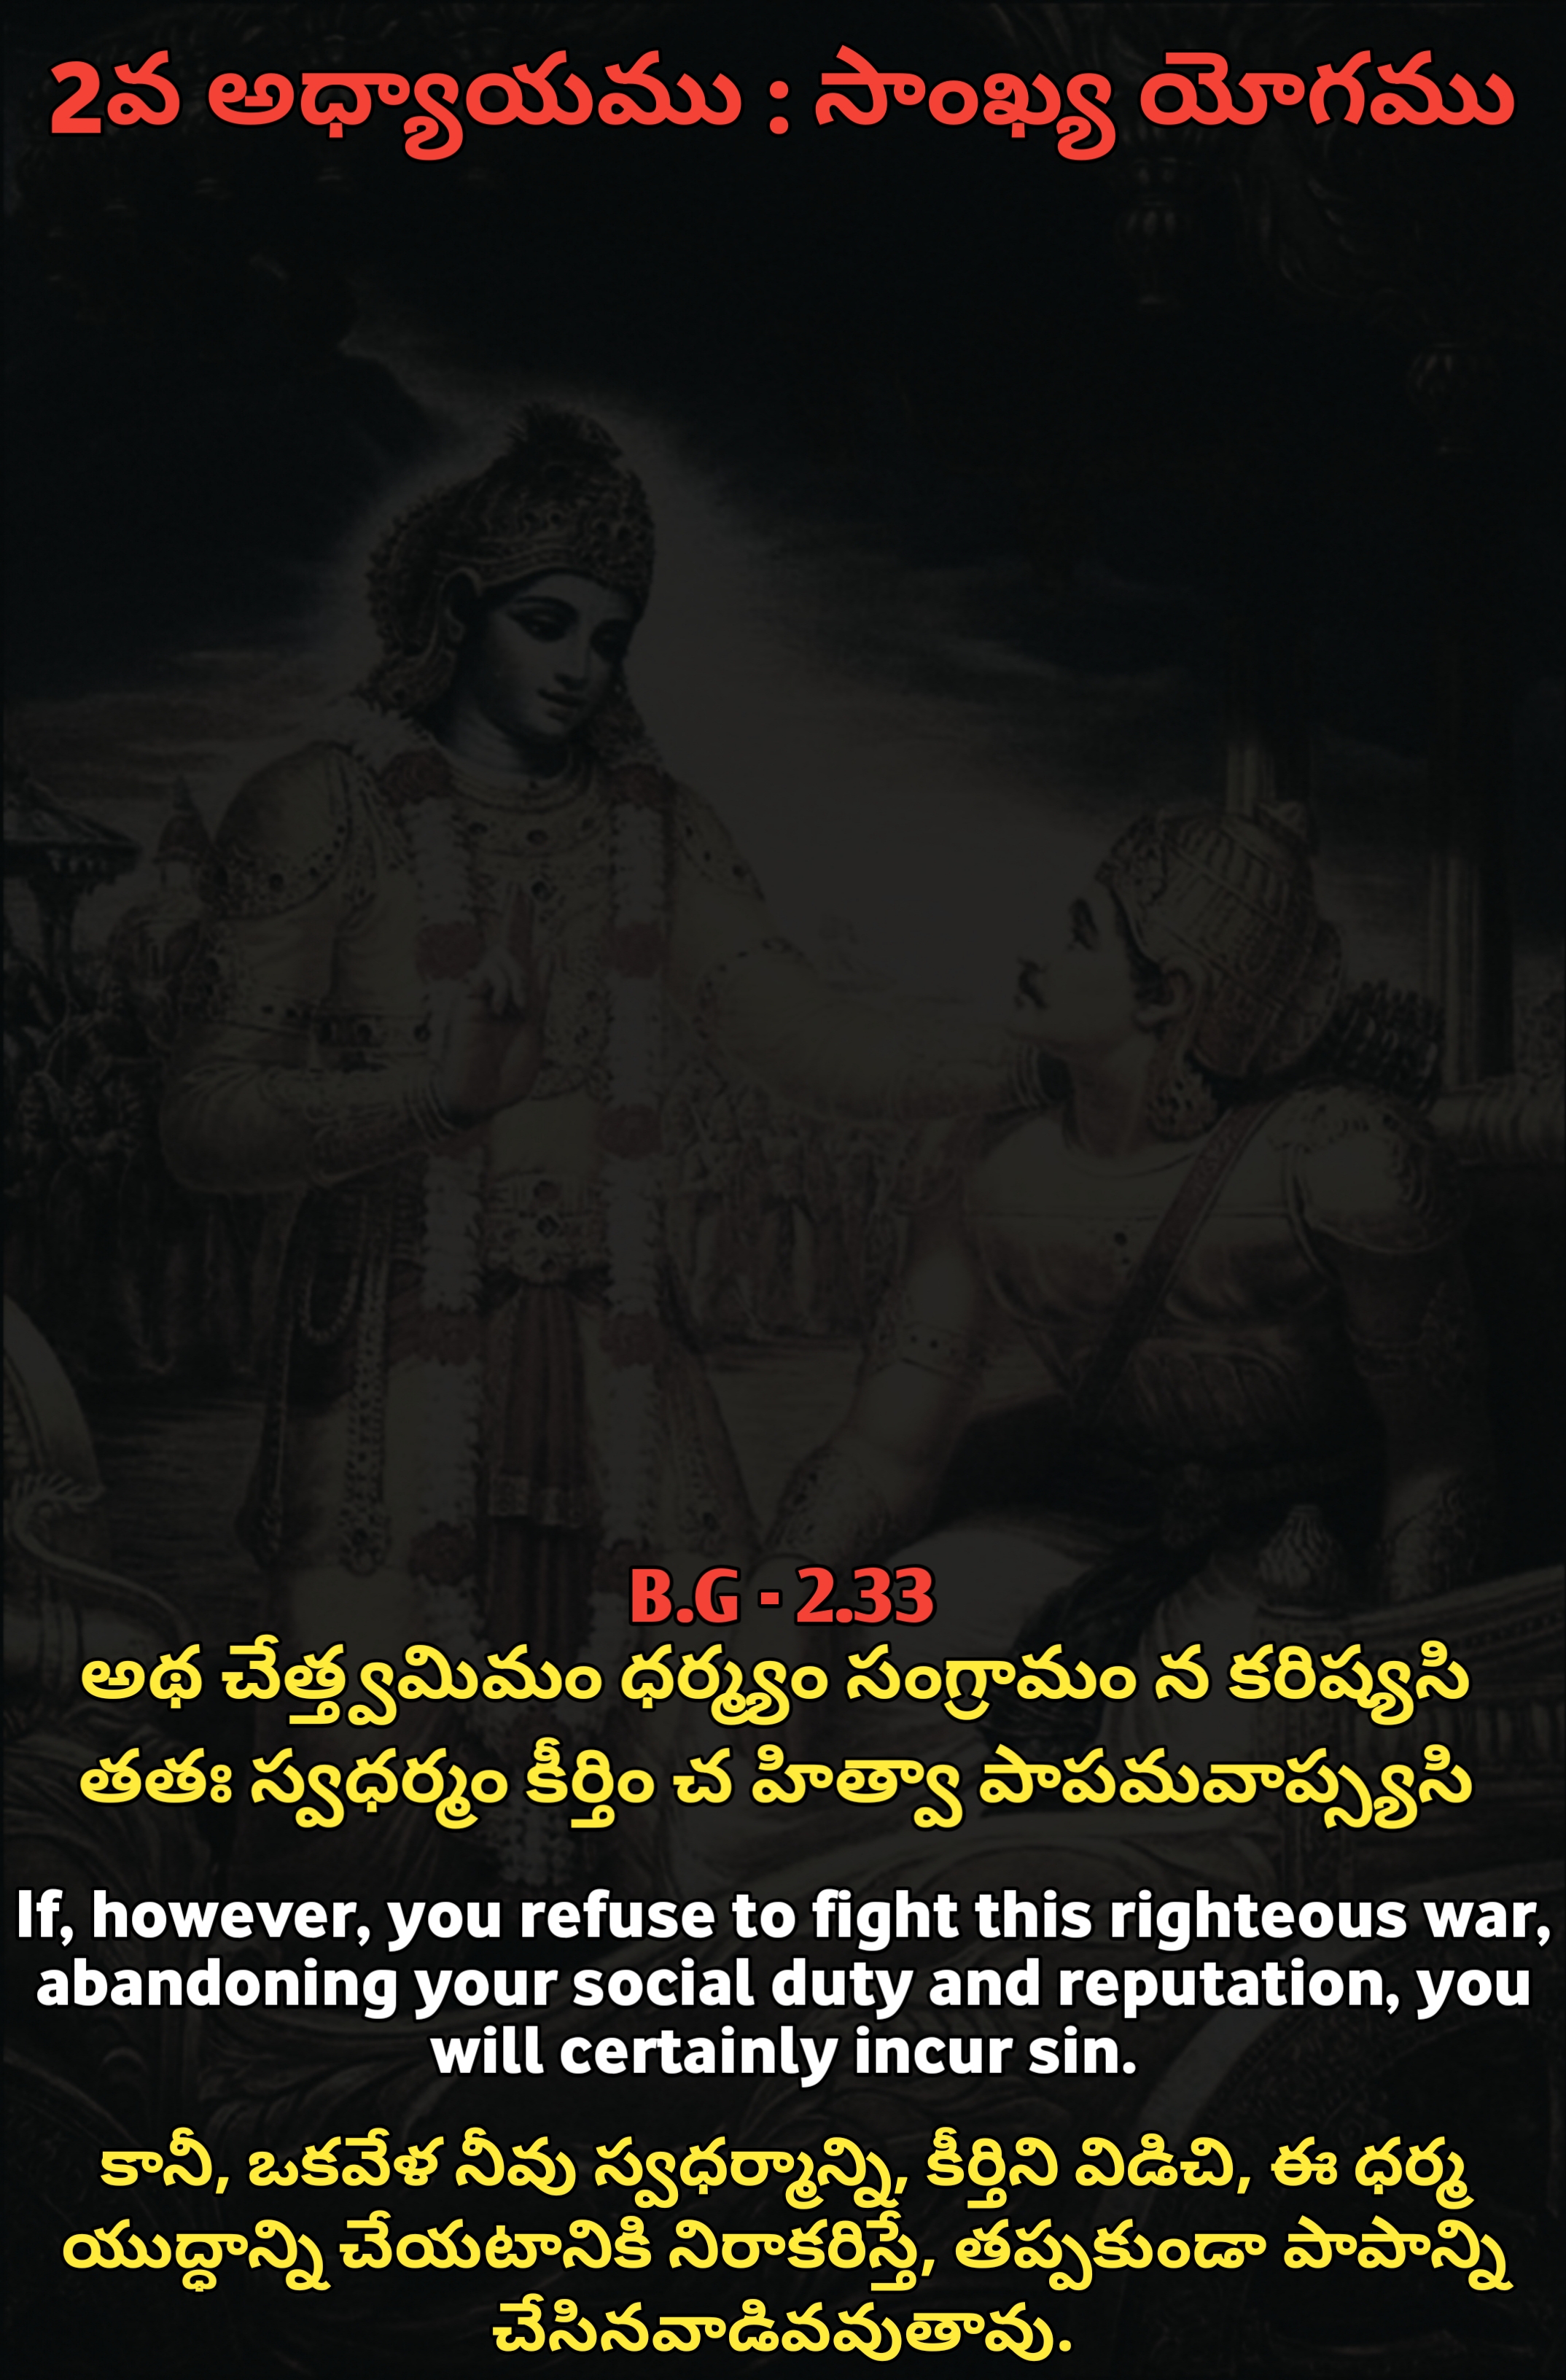 2వ అధ్యాయము : సాంఖ్య యోగము
B.G - 2.33
అథ చేత్త్వమిమం ధర్మ్యం సంగ్రామం న కరిష్యసి
తతః స్వధర్మం కీర్తిం చ హిత్వా పాపమవాప్స్యసి
If, however, you refuse to fight this righteous war,
abandoning your social duty and reputation, you
will certainly incur sin.
కానీ, ఒకవేళ నీవు స్వధర్మాన్ని, కీర్తిని విడిచి, ఈ ధర్మ
యుద్ధాన్ని చేయటానికి నిరాకరిస్తే, తప్పకుండా పాపాన్ని
చేసినవాడివవుతావు.